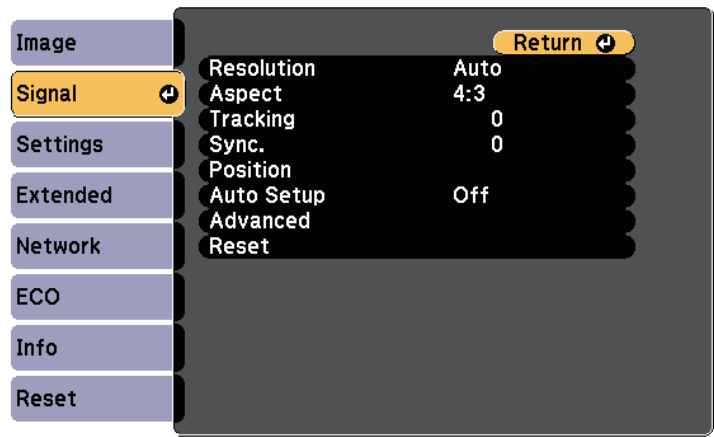 Image
Signal
Settings
Extended
Network
ECO
Info
Reset
Return
Resolution Auto
Aspect 4:3
Tracking 0
Sync. 0
Position
Auto Setup Off
Advanced
Reset